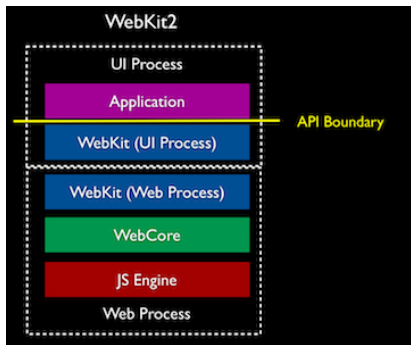 WebKit2
UI Process
Application
API Boundary
WebKit (UI Process)
WebKit (Web Process)
WebCore
JS Engine
Web Process